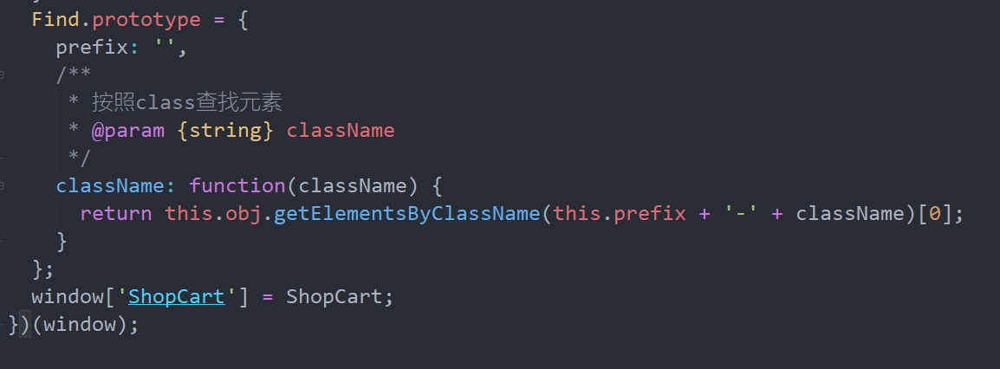 Find.prototype = {
prefix: '',
/**
* 按照class查找元素
* @param {string} className
*/
className: function(className) {
return this.obj.getElementsByClassName(this.prefix + '-' + className)[0];
}
};
window['ShopCart'] = ShopCart;
})(window);